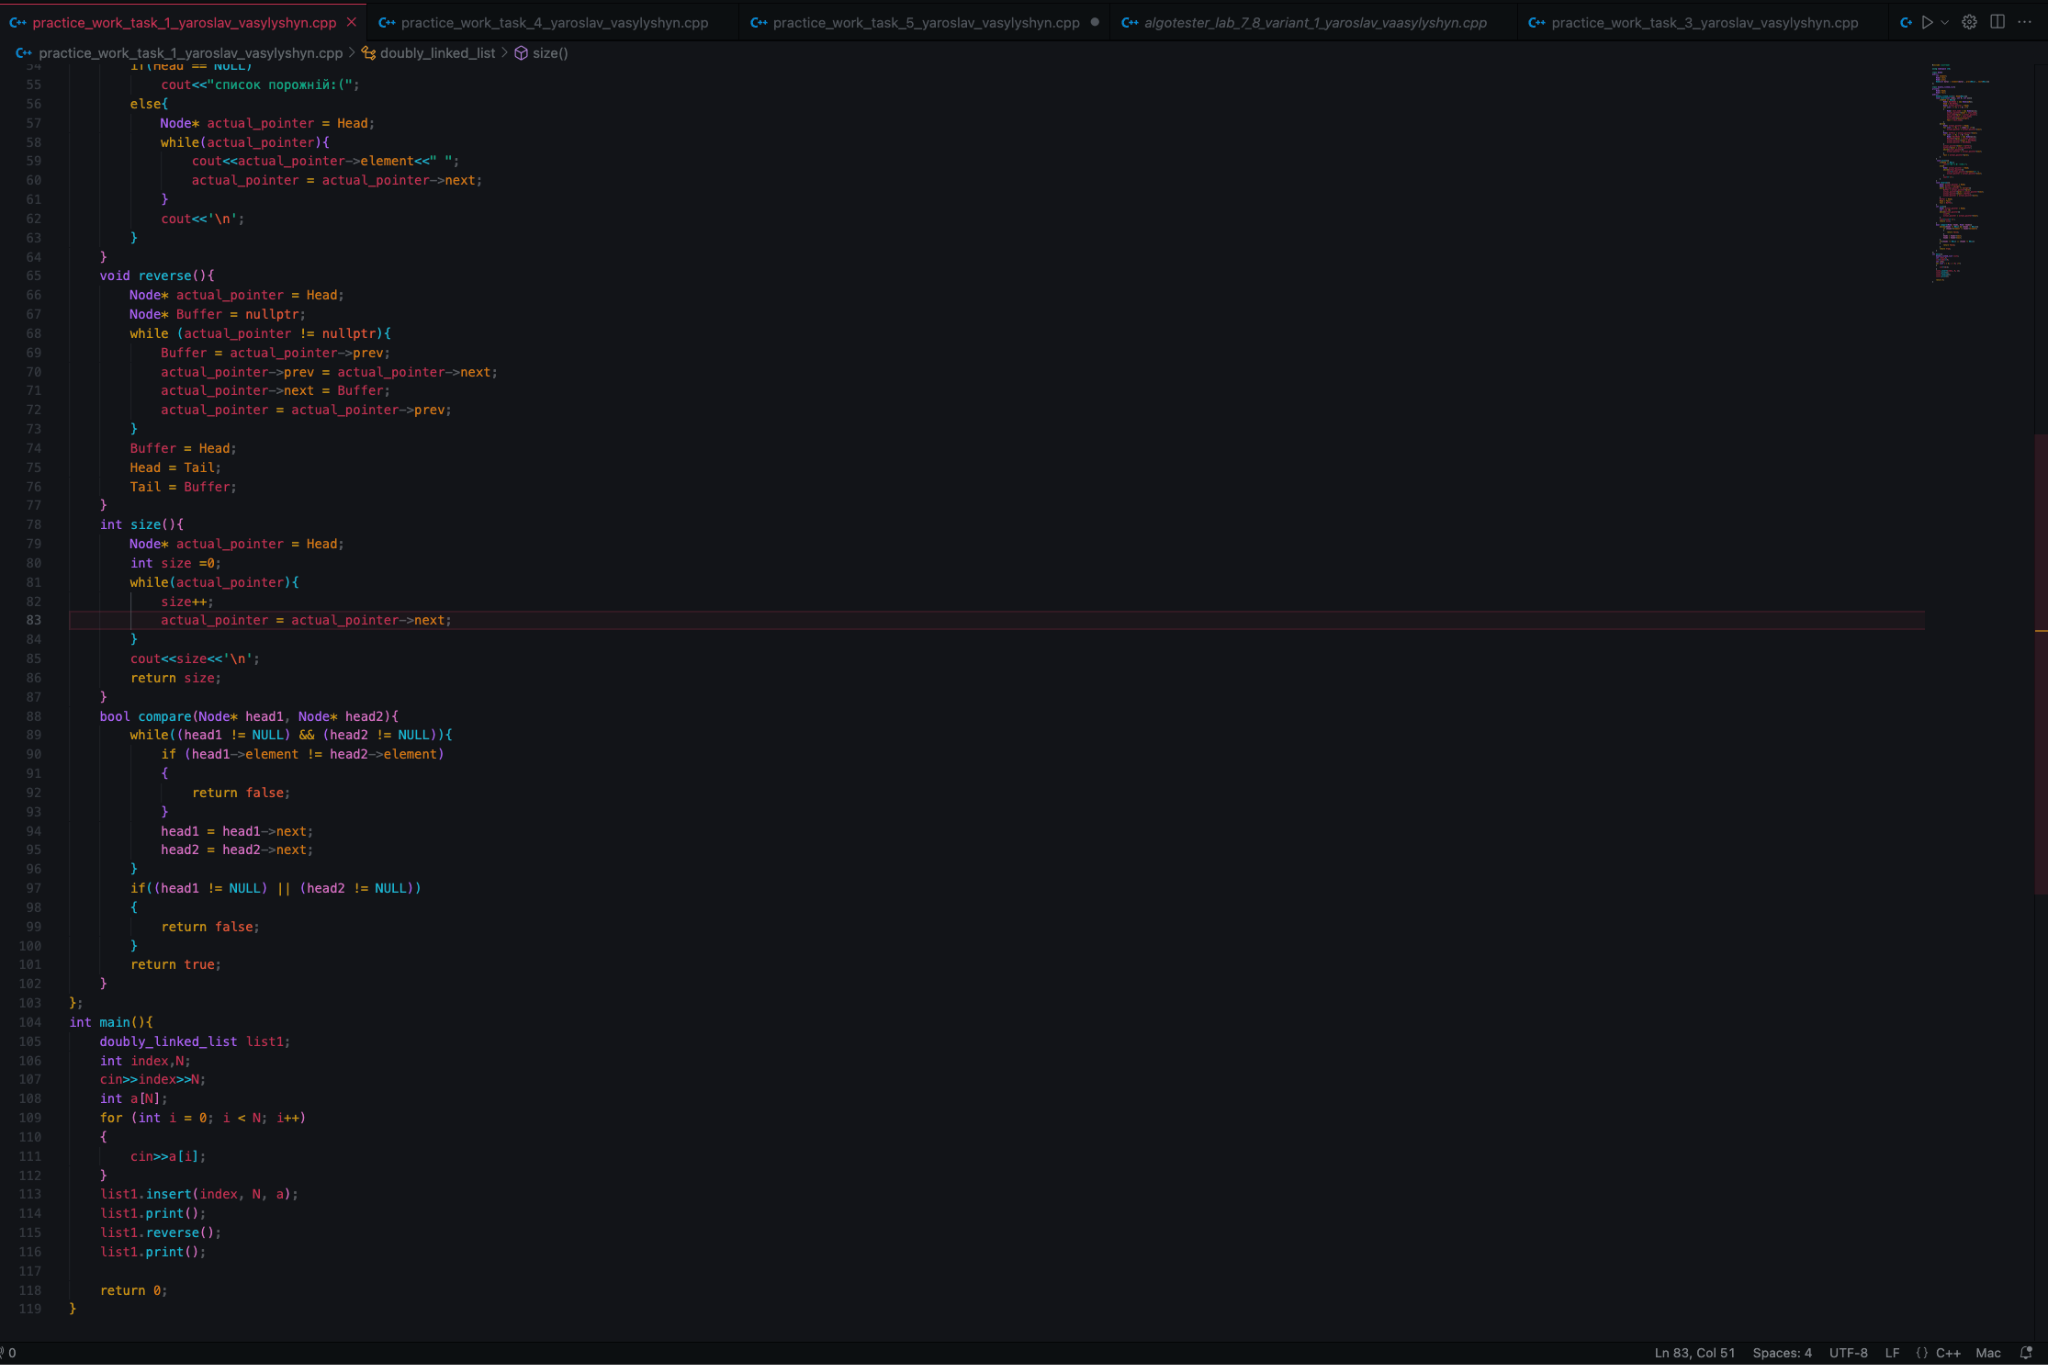 practice_work_task_1_yaroslav_vasylyshyn.cpp practice_work_task_4_yaroslav_vasylyshyn.cpp practice_work_task_5_yaroslav_vasylyshyn.cpp algotester_lab_7_8_variant_1_yaroslav_vaasylyshyn.cpp practice_work_task_3_yaroslav_vasylyshyn.cpp
practice_work_task_1_yaroslav_vasylyshyn.cpp > doubly_linked_list > size()
54 if(Head == NULL)
55 cout<<"список порожній:(";
56 else{
57 Node* actual_pointer = Head;
58 while(actual_pointer){
59 cout<<actual_pointer->element<<" ";
60 actual_pointer = actual_pointer->next;
61 }
62 cout<<'\n';
63 }
64 }
65 void reverse(){
66 Node* actual_pointer = Head;
67 Node* Buffer = nullptr;
68 while (actual_pointer != nullptr){
69 Buffer = actual_pointer->prev;
70 actual_pointer->prev = actual_pointer->next;
71 actual_pointer->next = Buffer;
72 actual_pointer = actual_pointer->prev;
73 }
74 Buffer = Head;
75 Head = Tail;
76 Tail = Buffer;
77 }
78 int size(){
79 Node* actual_pointer = Head;
80 int size =0;
81 while(actual_pointer){
82 size++;
83 actual_pointer = actual_pointer->next;
84 }
85 cout<<size<<'\n';
86 return size;
87 }
88 bool compare(Node* head1, Node* head2){
89 while((head1 != NULL) && (head2 != NULL)){
90 if (head1->element != head2->element)
91 {
92 return false;
93 }
94 head1 = head1->next;
95 head2 = head2->next;
96 }
97 if((head1 != NULL) || (head2 != NULL))
98 {
99 return false;
100 }
101 return true;
102 }
103 };
104 int main(){
105 doubly_linked_list list1;
106 int index,N;
107 cin>>index>>N;
108 int a[N];
109 for (int i = 0; i < N; i++)
110 {
111 cin>>a[i];
112 }
113 list1.insert(index, N, a);
114 list1.print();
115 list1.reverse();
116 list1.print();
117
118 return 0;
119 }
0 Ln 83, Col 51 Spaces: 4 UTF-8 LF {} C++ Mac